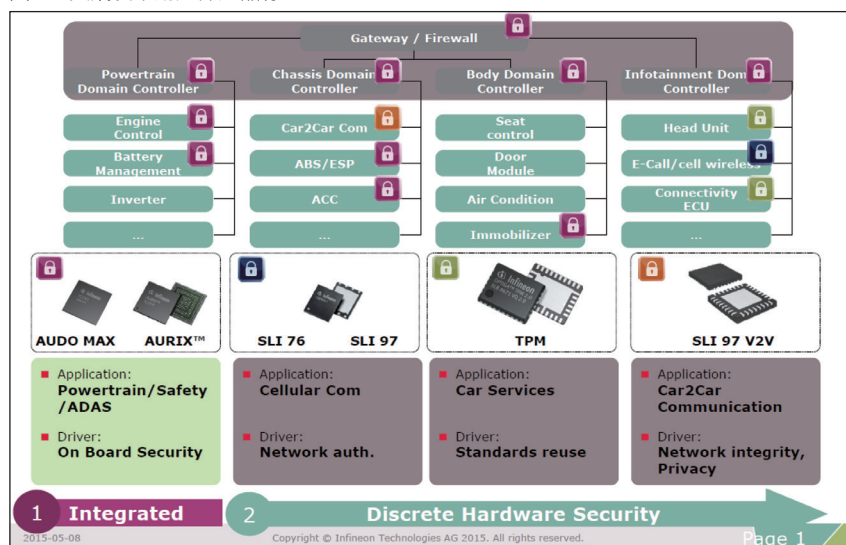 Gateway / Firewall
Powertrain
Domain Controller
Chassis Domain
Controller
Body Domain
Controller
Infotainment Dom
Controller
Engine
Control
Car2Car Com
Seat
control
Head Unit
Battery
Management
ABS/ESP
Door
Module
E-Call/cell wireless
Inverter
ACC
Air Condition
Connectivity
ECU
...
...
Immobilizer
...
AUDO MAX
AURIX™
SLI 76
SLI 97
Infineon
TPM
SLI 97 V2V
Application:
Powertrain/Safety
/ADAS
Driver:
On Board Security
Application:
Cellular Com
Driver:
Network auth.
Application:
Car Services
Driver:
Standards reuse
Application:
Car2Car
Communication
Driver:
Network integrity,
Privacy
1 Integrated
2 Discrete Hardware Security
2015-05-08
Copyright © Infineon Technologies AG 2015. All rights reserved.
Page 1